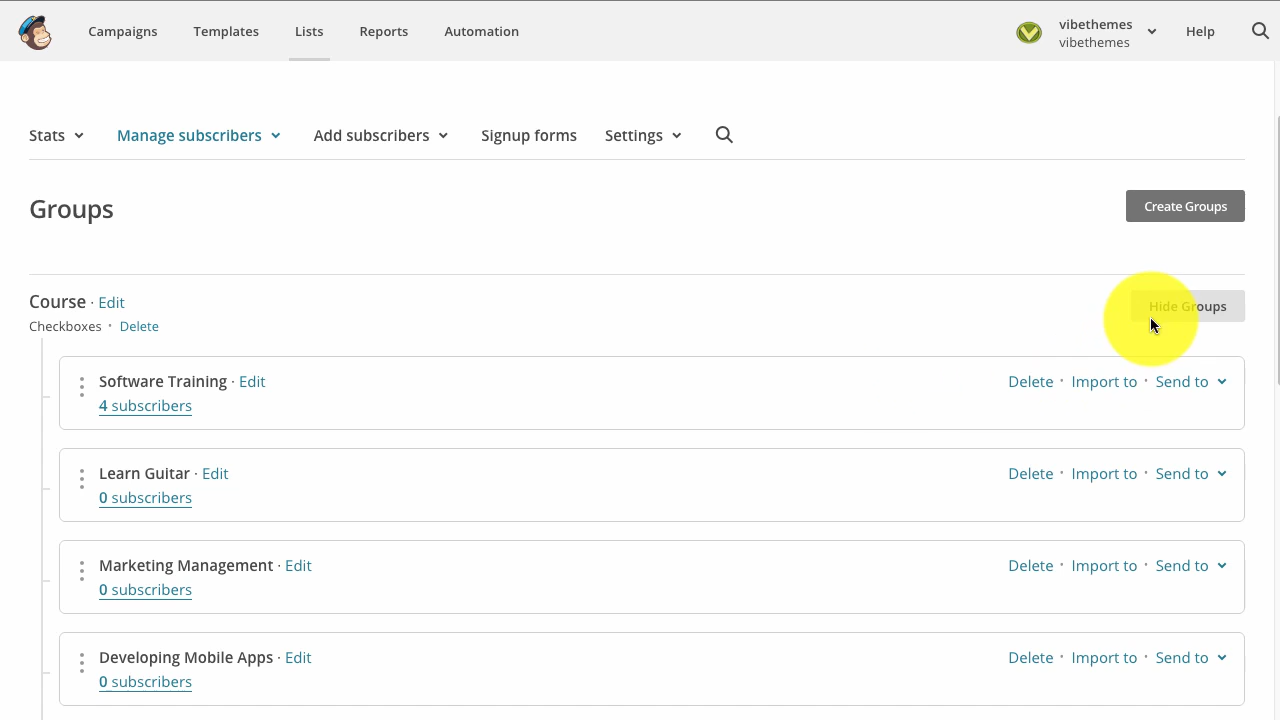 Campaigns Templates Lists Reports Automation vibethemes Help
vibethemes
Stats Manage subscribers Add subscribers Signup forms Settings
Groups Create Groups
Course · Edit Hide Groups
Checkboxes · Delete
Software Training · Edit Delete · Import to · Send to
4 subscribers
Learn Guitar · Edit Delete · Import to · Send to
0 subscribers
Marketing Management · Edit Delete · Import to · Send to
0 subscribers
Developing Mobile Apps · Edit Delete · Import to · Send to
0 subscribers